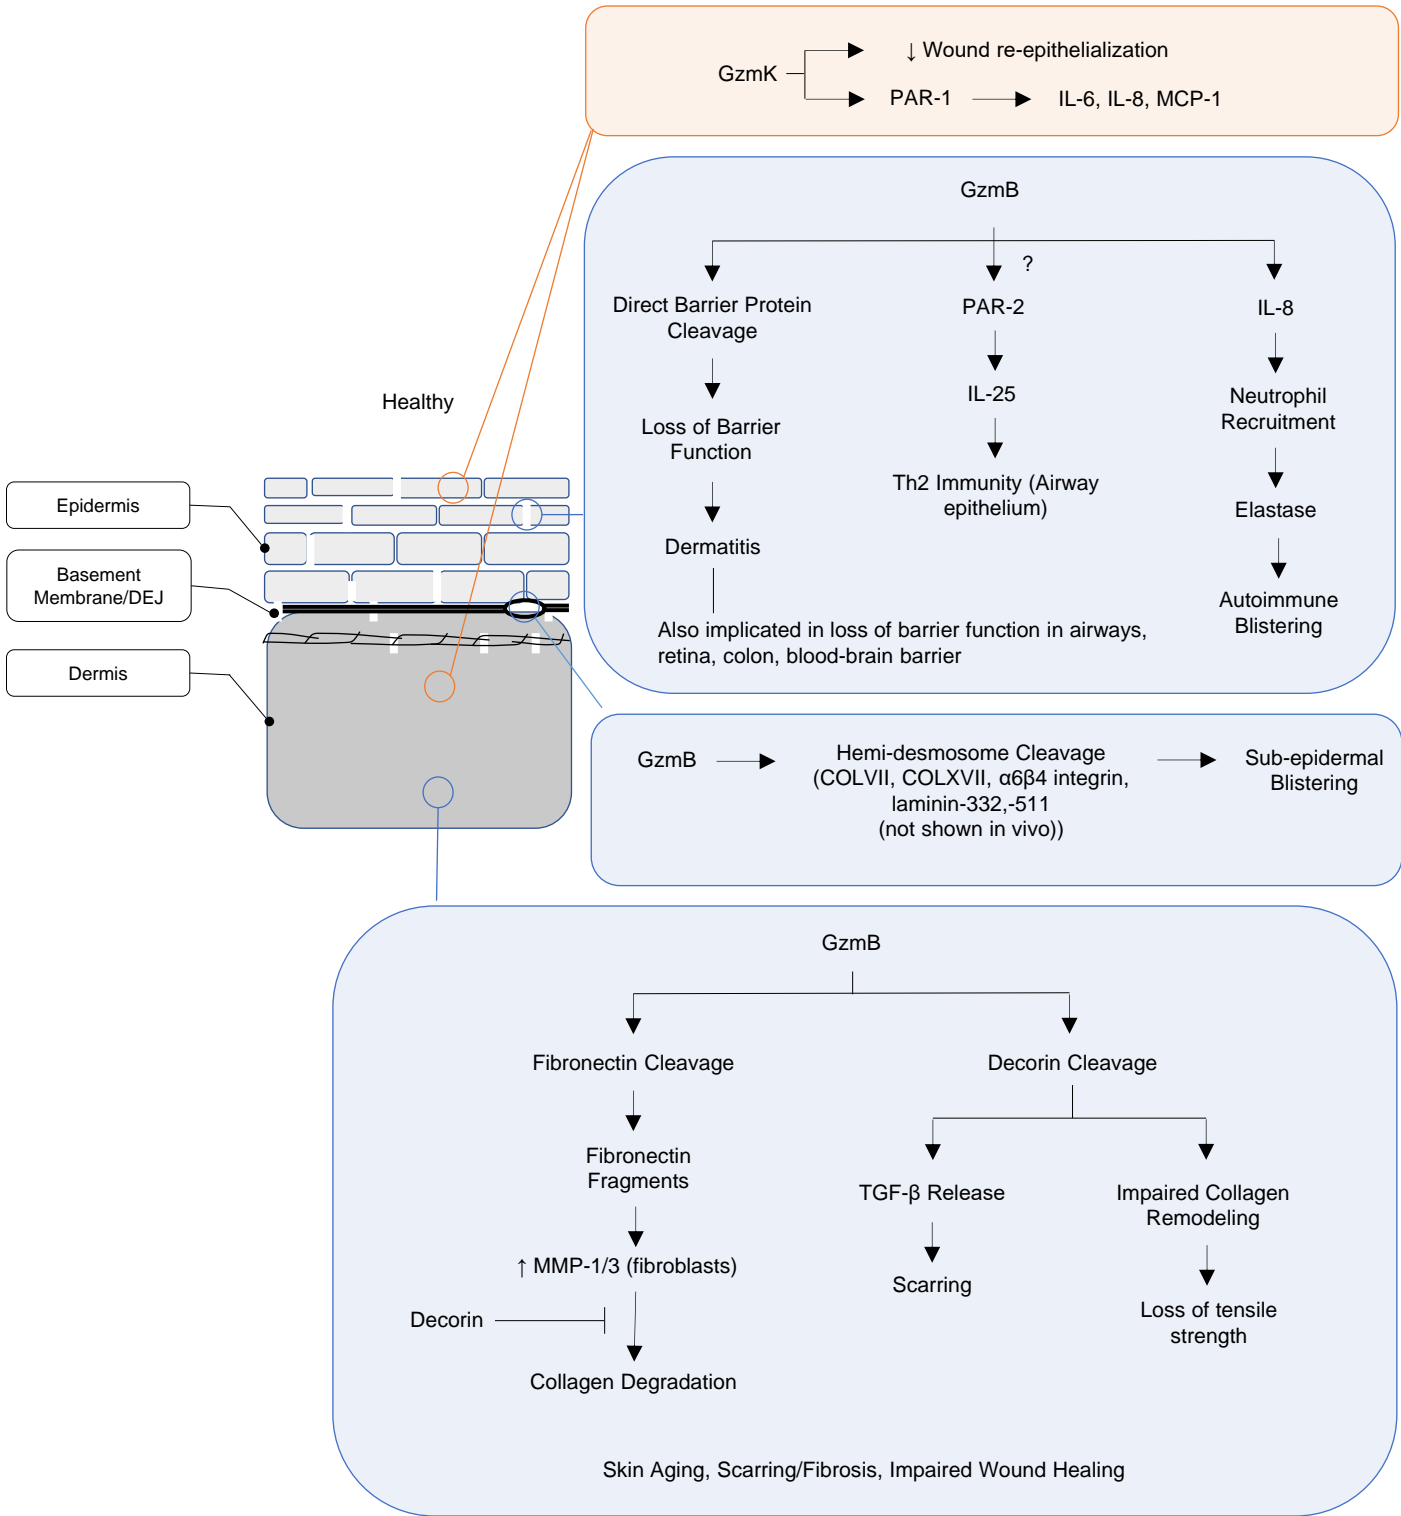 GzmK
↓ Wound re-epithelialization
PAR-1
IL-6, IL-8, MCP-1
GzmB
?
Direct Barrier Protein
Cleavage
PAR-2
IL-8
Loss of Barrier
Function
IL-25
Neutrophil
Recruitment
Th2 Immunity (Airway
epithelium)
Elastase
Dermatitis
Autoimmune
Blistering
Also implicated in loss of barrier function in airways,
retina, colon, blood-brain barrier
Healthy
Epidermis
Basement
Membrane/DEJ
Dermis
GzmB
Hemi-desmosome Cleavage
(COLVII, COLXVII, α6β4 integrin,
laminin-332,-511
(not shown in vivo))
Sub-epidermal
Blistering
GzmB
Fibronectin Cleavage
Decorin Cleavage
Fibronectin
Fragments
TGF-β Release
Impaired Collagen
Remodeling
↑ MMP-1/3 (fibroblasts)
Scarring
Decorin
Loss of tensile
strength
Collagen Degradation
Skin Aging, Scarring/Fibrosis, Impaired Wound Healing